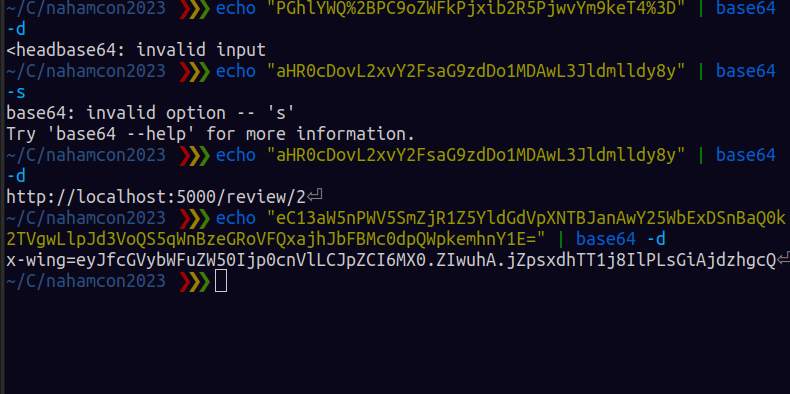 ~/C/nahamcon2023 ❯❯❯ echo "PGhlYWQ%2BPC9oZWFkPjxib2R5PjwvYm9keT4%3D" | base64
-d
<headbase64: invalid input
~/C/nahamcon2023 ❯❯❯ echo "aHR0cDovL2xvY2FsaG9zdDo1MDAwL3Jldmlldy8y" | base64
-s
base64: invalid option -- 's'
Try 'base64 --help' for more information.
~/C/nahamcon2023 ❯❯❯ echo "aHR0cDovL2xvY2FsaG9zdDo1MDAwL3Jldmlldy8y" | base64
-d
http://localhost:5000/review/2⏎
~/C/nahamcon2023 ❯❯❯ echo "eC13aW5nPWV5SmZjR1Z5YldGdVpXNTBJanAwY25WbExDSnBaQ0k
2TVgwLlpJd3VoQS5qWnBzeGRoVFQxajhJbFBMc0dpQWpkemhnY1E=" | base64 -d
x-wing=eyJfcGVybWFuZW50Ijp0cnVlLCJpZCI6MX0.ZIwuhA.jZpsxdhTT1j8IlPLsGiAjdzhgcQ⏎
~/C/nahamcon2023 ❯❯❯